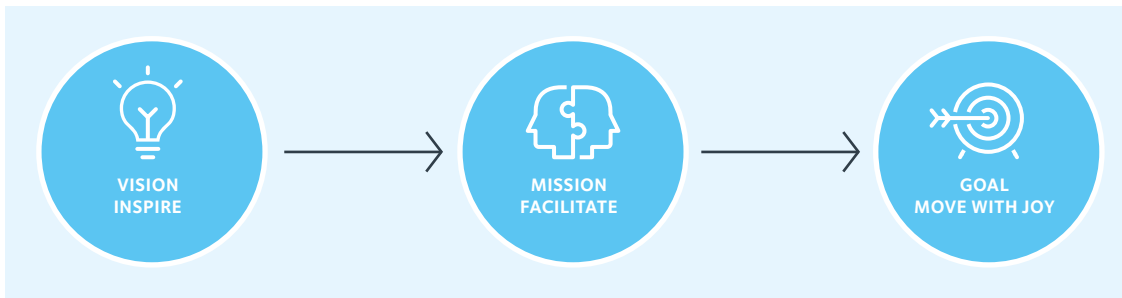 VISION
INSPIRE
MISSION
FACILITATE
GOAL
MOVE WITH JOY